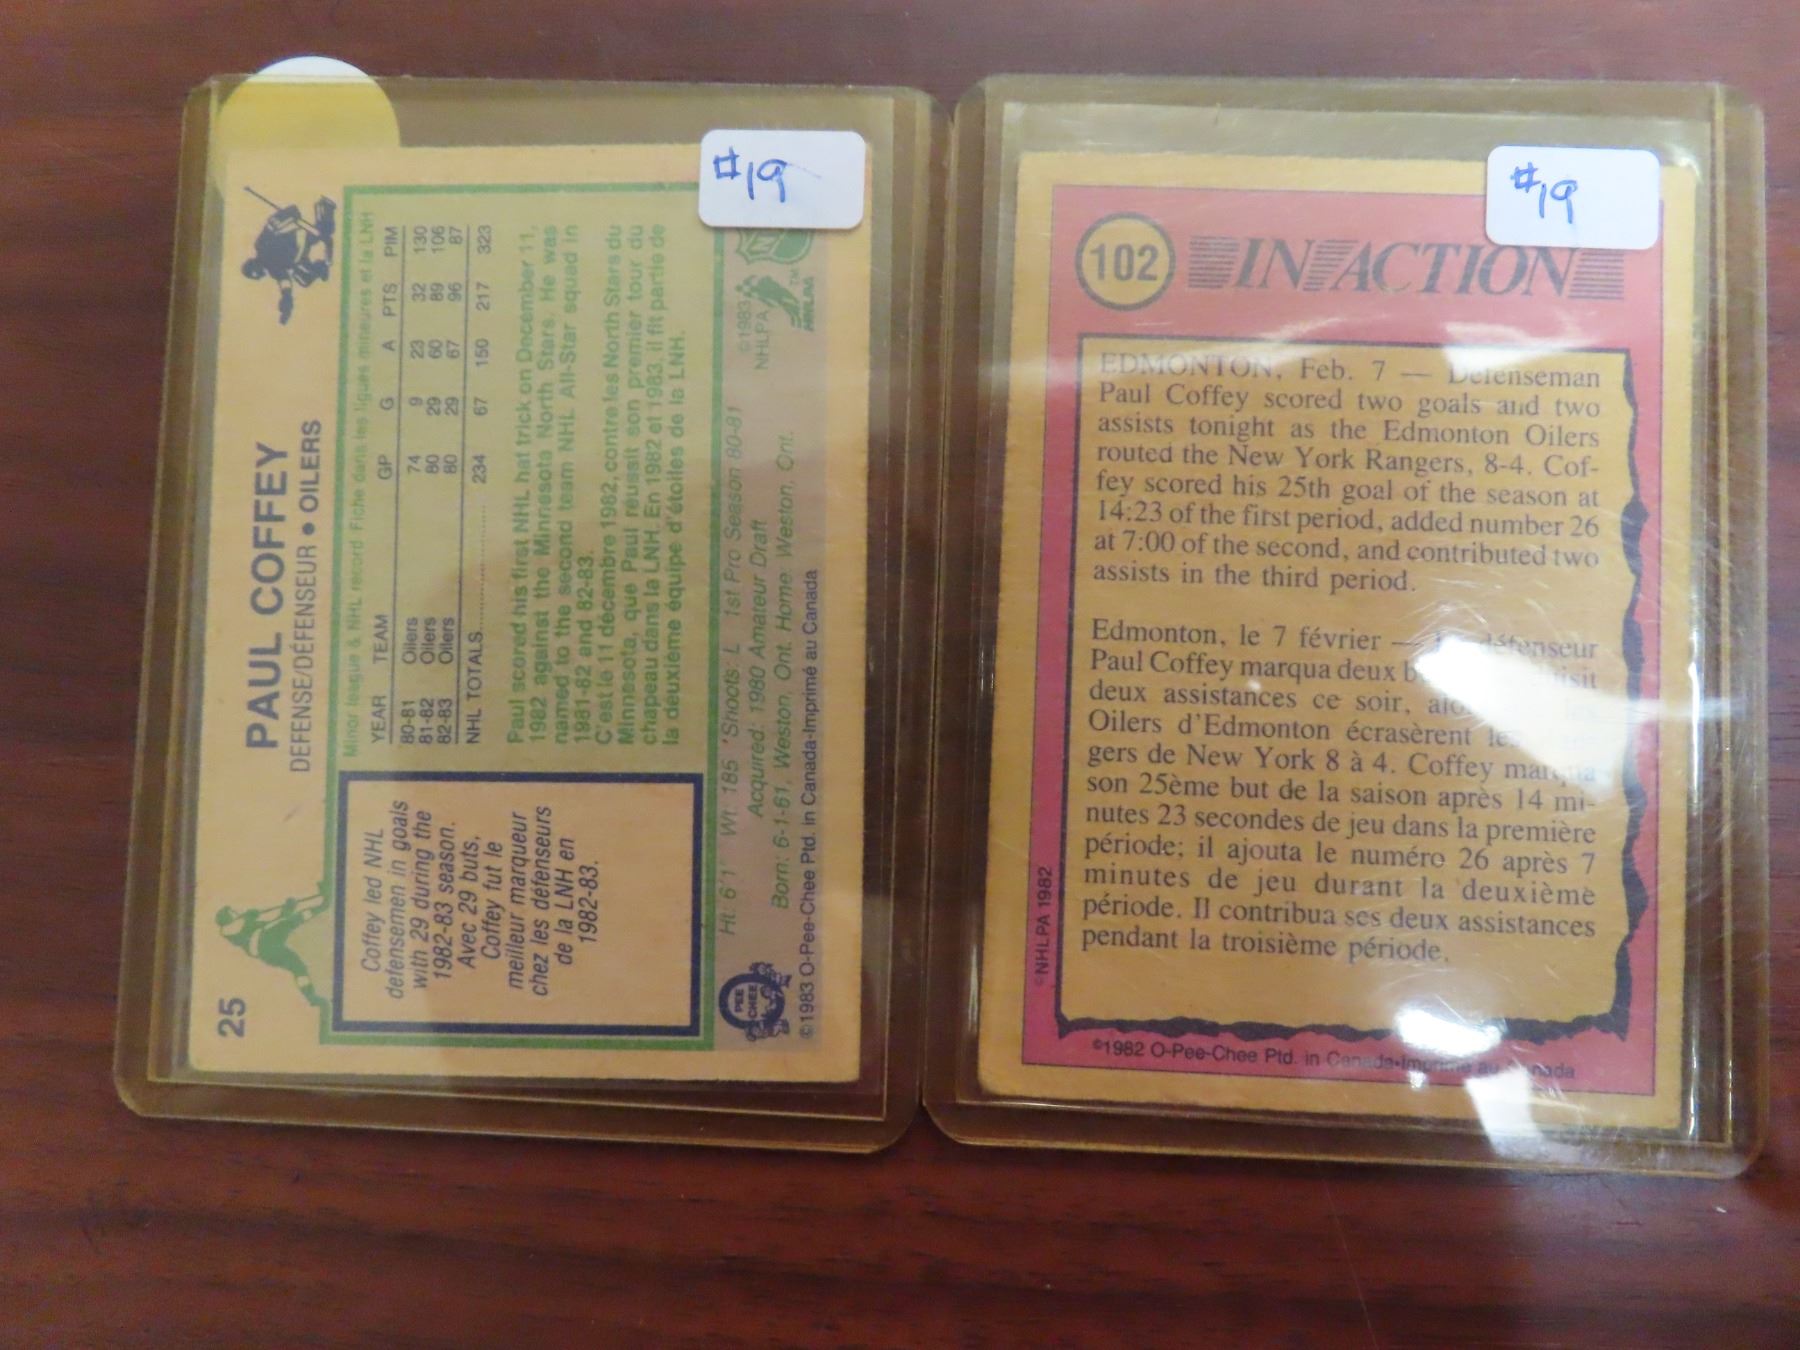 #19
25
PAUL COFFEY
DEFENSE/DÉFENSEUR • OILERS
Minor league & NHL record Fiche dans les ligues mineures et la LNH
YEAR TEAM GP G A PTS PIM
80-81 Oilers 74 9 23 32 130
81-82 Oilers 80 29 60 89 106
82-83 Oilers 80 29 67 96 87
NHL TOTALS 234 67 150 217 323
Paul scored his first NHL hat trick on December 11,
1982 against the Minnesota North Stars. He was
named to the second team NHL All-Star squad in
1981-82 and 82-83.
C'est le 11 décembre 1982, contre les North Stars du
Minnesota, que Paul réussit son premier tour du
chapeau dans la LNH. En 1982 et 1983, il fit partie de
la deuxième équipe d'étoiles de la LNH.
Coffey led NHL
defensemen in goals
with 29 during the
1982-83 season.
Avec 29 buts,
Coffey fut le
meilleur marqueur
chez les défenseurs
de la LNH en
1982-83.
Ht: 6'1" Wt: 185 Shoots: L 1st Pro Season 80-81
Acquired: 1980 Amateur Draft
Born: 6-1-61, Weston, Ont. Home: Weston, Ont.
©1983 O-Pee-Chee Ptd. in Canada-Imprimé au Canada
PEE
CHEE
©1983
NHLPA
NHLPA
#19
102
IN ACTION
EDMONTON, Feb. 7 — Defenseman
Paul Coffey scored two goals and two
assists tonight as the Edmonton Oilers
routed the New York Rangers, 8-4. Cof-
fey scored his 25th goal of the season at
14:23 of the first period, added number 26
at 7:00 of the second, and contributed two
assists in the third period.
Edmonton, le 7 février — défenseur
Paul Coffey marqua deux
deux assistances ce soir,
Oilers d'Edmonton écrasèrent
gers de New York 8 à 4. Coffey marqua
son 25ème but de la saison après 14 mi-
nutes 23 secondes de jeu dans la première
période; il ajouta le numéro 26 après 7
minutes de jeu durant la deuxième
période. Il contribua ses deux assistances
pendant la troisième période.
©NHLPA 1982
©1982 O-Pee-Chee Ptd. in Canada•Imprimé au Canada